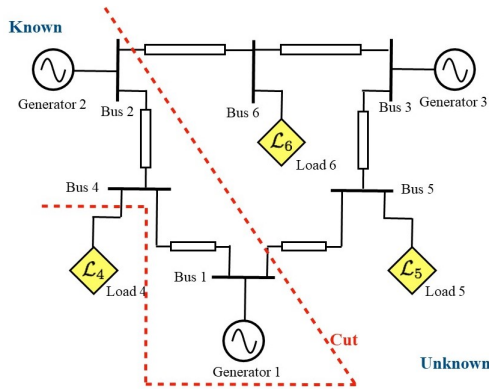 Known
Generator 2
Bus 2
Bus 6
Bus 3
Generator 3
ℒ₆
Load 6
Bus 4
Bus 5
ℒ₄
Load 4
Bus 1
ℒ₅
Load 5
Cut
Generator 1
Unknown